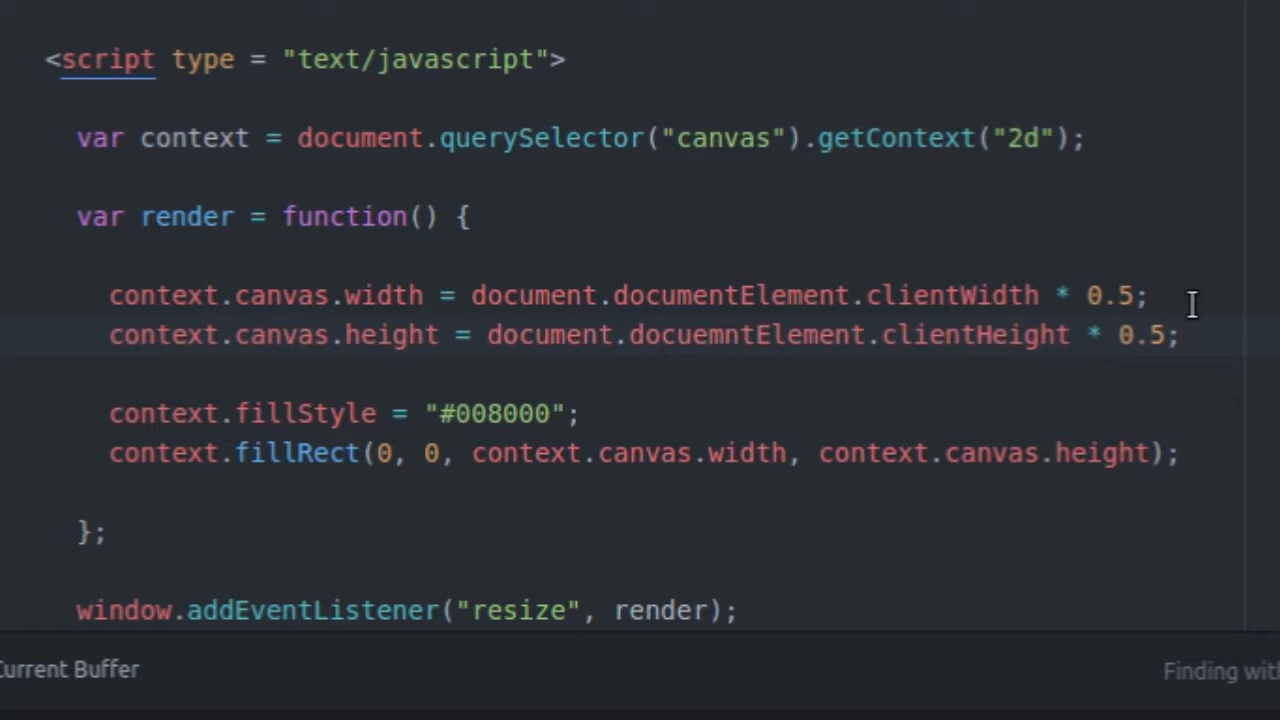 <script type = "text/javascript">
var context = document.querySelector("canvas").getContext("2d");
var render = function() {
context.canvas.width = document.documentElement.clientWidth * 0.5;
context.canvas.height = document.docuemntElement.clientHeight * 0.5;
context.fillStyle = "#008000";
context.fillRect(0, 0, context.canvas.width, context.canvas.height);
};
window.addEventListener("resize", render);
Current Buffer
Finding with